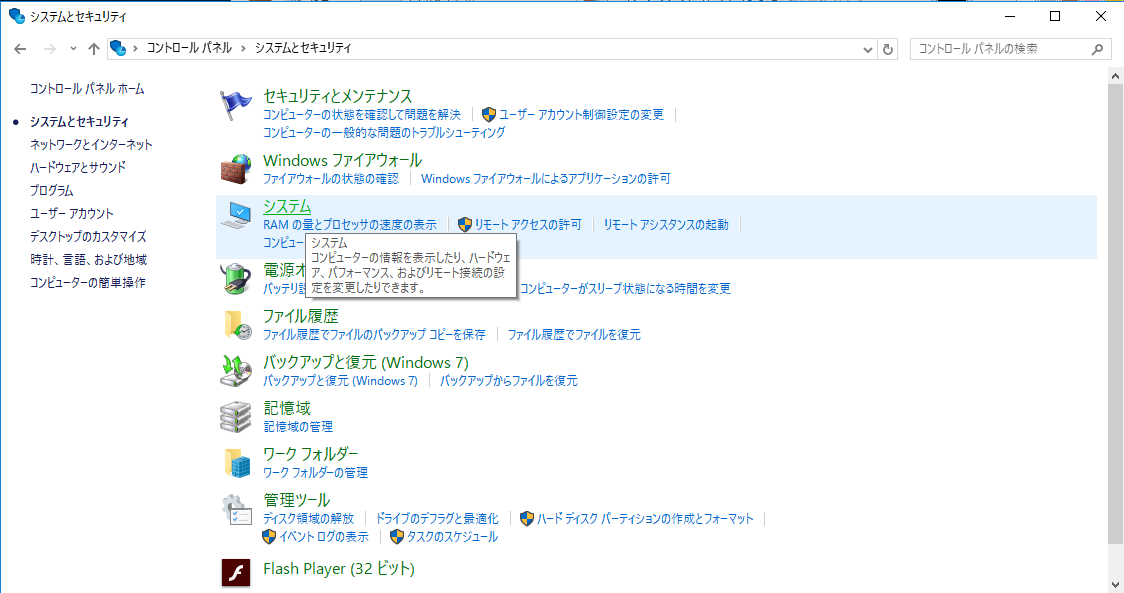 システムとセキュリティ
コントロール パネル › システムとセキュリティ
コントロール パネルの検索
コントロール パネル ホーム
システムとセキュリティ
ネットワークとインターネット
ハードウェアとサウンド
プログラム
ユーザー アカウント
デスクトップのカスタマイズ
時計、言語、および地域
コンピューターの簡単操作
セキュリティとメンテナンス
コンピューターの状態を確認して問題を解決 ユーザー アカウント制御設定の変更
コンピューターの一般的な問題のトラブルシューティング
Windows ファイアウォール
ファイアウォールの状態の確認 Windows ファイアウォールによるアプリケーションの許可
システム
RAM の量とプロセッサの速度の表示 リモート アクセスの許可 リモート アシスタンスの起動
コンピュー
システム
コンピューターの情報を表示したり、ハードウェ
ア、パフォーマンス、およびリモート接続の設
定を変更したりできます。
電源オ
バッテリ コンピューターがスリープ状態になる時間を変更
ファイル履歴
ファイル履歴でファイルのバックアップ コピーを保存 ファイル履歴でファイルを復元
バックアップと復元 (Windows 7)
バックアップと復元 (Windows 7) バックアップからファイルを復元
記憶域
記憶域の管理
ワーク フォルダー
ワーク フォルダーの管理
管理ツール
ディスク領域の解放 ドライブのデフラグと最適化 ハード ディスク パーティションの作成とフォーマット
イベント ログの表示 タスクのスケジュール
Flash Player (32 ビット)